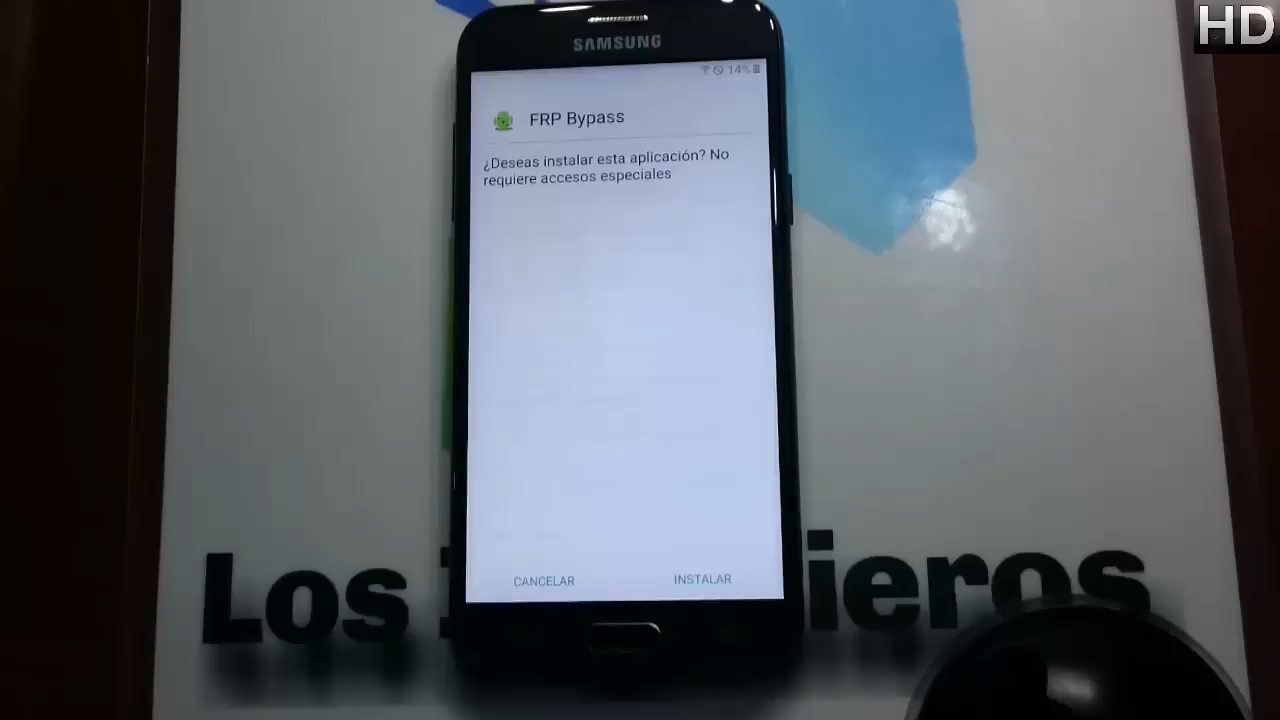 HD
SAMSUNG
14%
FRP Bypass
¿Deseas instalar esta aplicación? No
requiere accesos especiales
CANCELAR
INSTALAR
Los
ieros